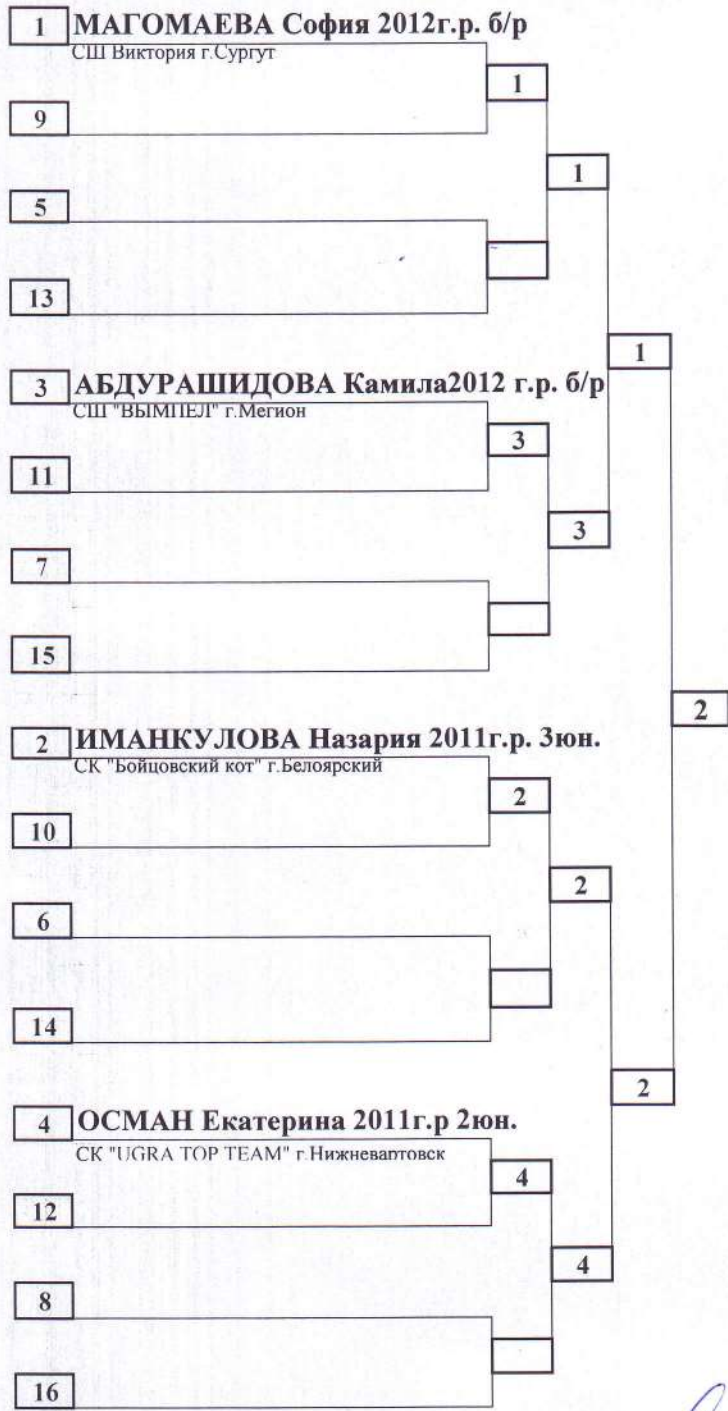 1 МАГОМАЕВА София 2012г.р. б/р
СШ Виктория г.Сургут
1
9
1
5
13
1
3 АБДУРАШИДОВА Камила2012 г.р. б/р
СШ "ВЫМПЕЛ" г.Мегион
3
11
3
7
15
2
2 ИМАНКУЛОВА Назария 2011г.р. 3юн.
СК "Бойцовский кот" г.Белоярский
2
10
2
6
14
2
4 ОСМАН Екатерина 2011г.р 2юн.
СК "UGRA TOP TEAM" г.Нижневартовск
4
12
4
8
16